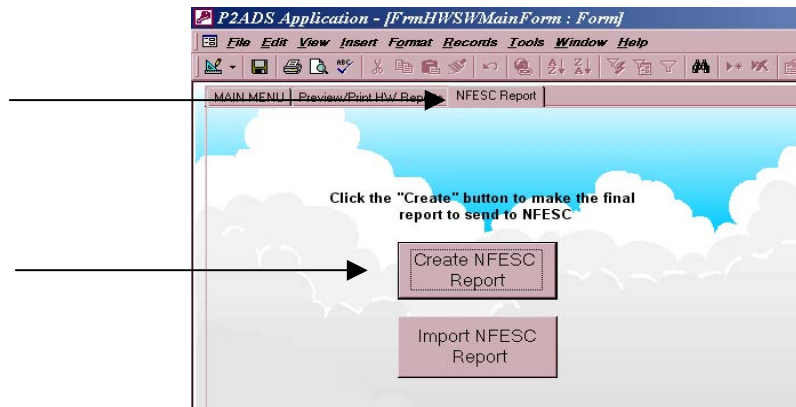 P2ADS Application - [FrmHWSWMainForm : Form]
File Edit View Insert Format Records Tools Window Help
MAIN MENU Preview/Print HW Reports NFESC Report
Click the "Create" button to make the final
report to send to NFESC
Create NFESC
Report
Import NFESC
Report